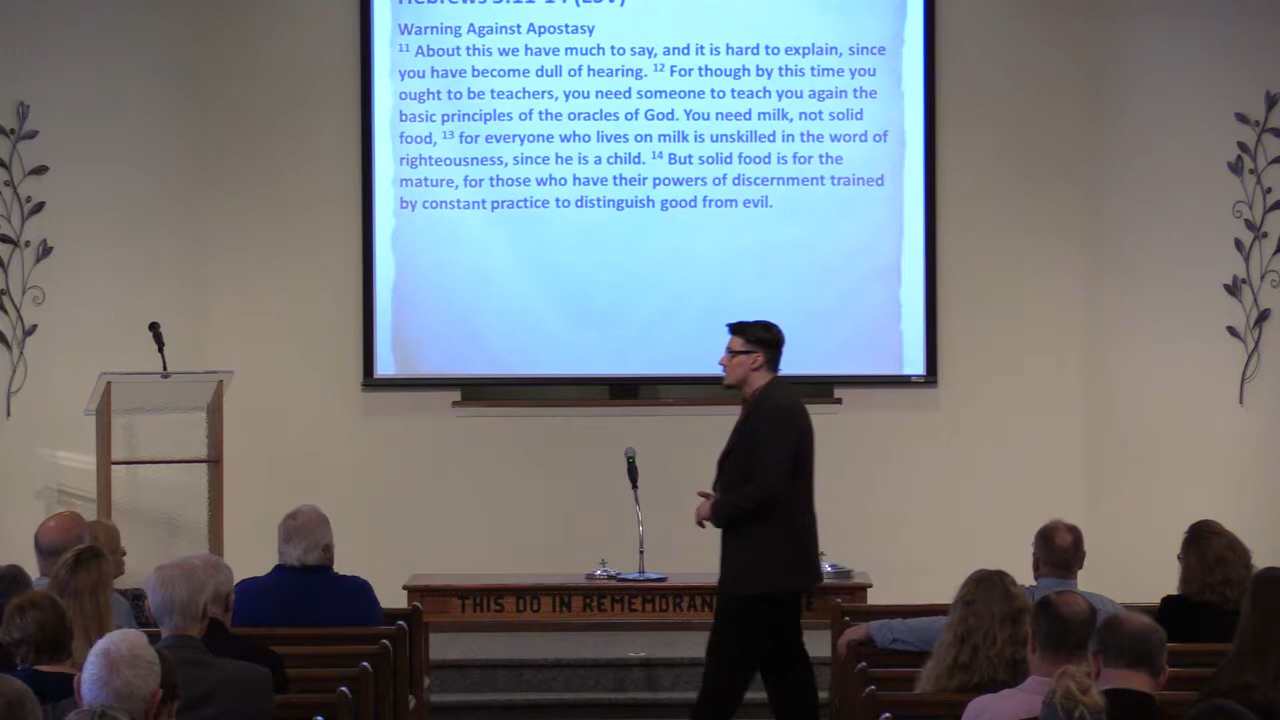 Hebrews 5:11-14 (ESV)
Warning Against Apostasy
11 About this we have much to say, and it is hard to explain, since
you have become dull of hearing. 12 For though by this time you
ought to be teachers, you need someone to teach you again the
basic principles of the oracles of God. You need milk, not solid
food, 13 for everyone who lives on milk is unskilled in the word of
righteousness, since he is a child. 14 But solid food is for the
mature, for those who have their powers of discernment trained
by constant practice to distinguish good from evil.
THIS DO IN REMEMBRAN E